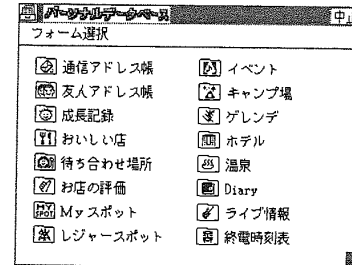 パーソナルデータベース
中
フォーム選択
通信アドレス帳
友人アドレス帳
成長記録
おいしい店
待ち合わせ場所
お店の評価
MY SPOT Myスポット
レジャースポット
イベント
キャンプ場
ゲレンデ
ホテル
温泉
Diary
ライブ情報
終電時刻表